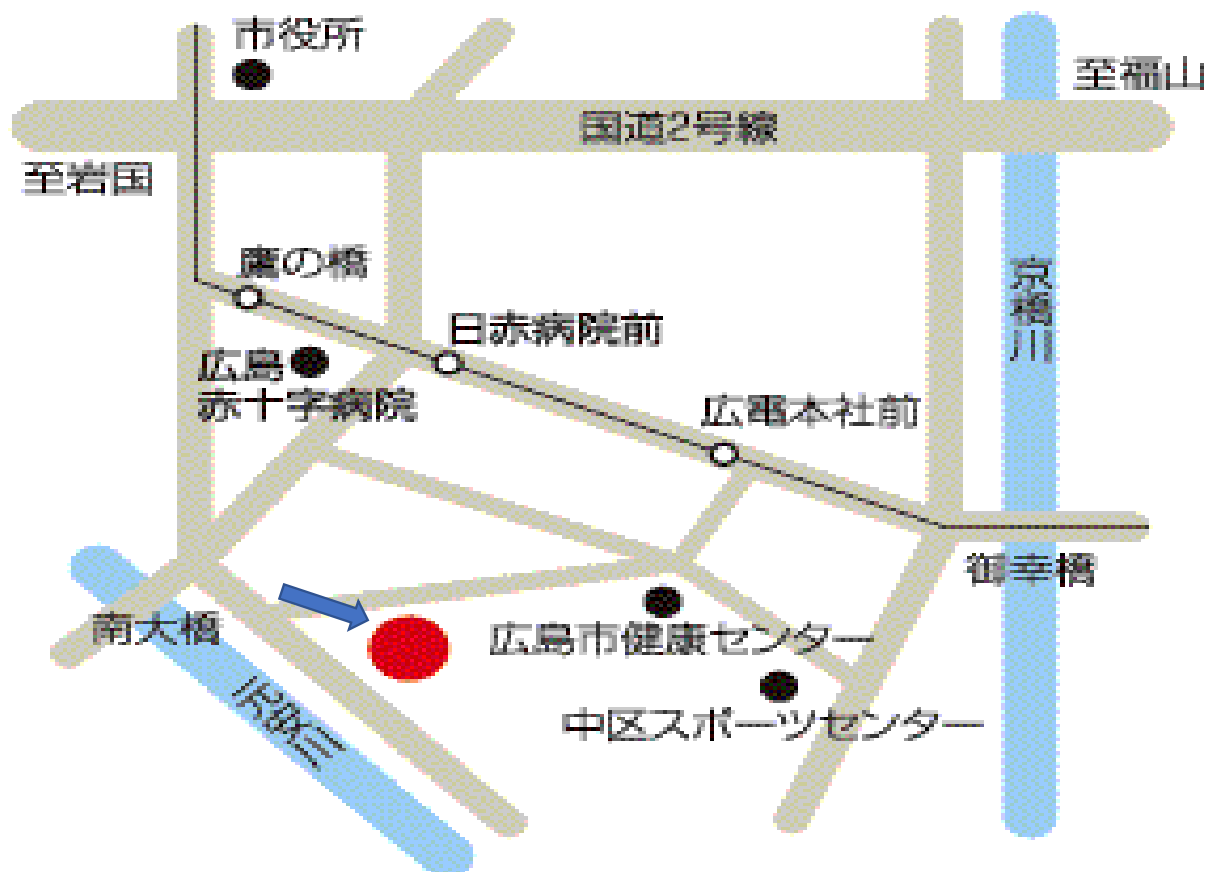 市役所
至福山
国道2号線
至岩国
鷹の橋
京橋川
日赤病院前
広島
赤十字病院
広電本社前
御幸橋
南大橋
広島市健康センター
元安川
中区スポーツセンター